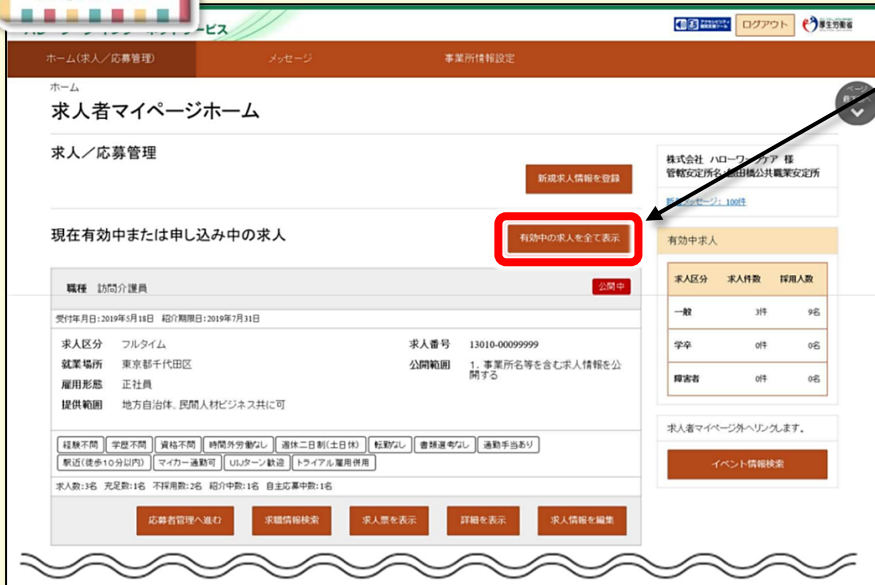 ログアウト
厚生労働省
ホーム(求人／応募管理)
メッセージ
事業所情報設定
ホーム
求人者マイページホーム
求人／応募管理
新規求人情報を登録
株式会社 ハローワークケア 様
管轄安定所名:飯田橋公共職業安定所
新着メッセージ: 100件
現在有効中または申し込み中の求人
有効中の求人を全て表示
有効中求人
求人区分 求人件数 採用人数
一般 3件 9名
学卒 0件 0名
障害者 0件 0名
職種 訪問介護員
公開中
受付年月日:2019年5月18日 紹介期限日:2019年7月31日
求人区分 フルタイム
求人番号 13010-00099999
就業場所 東京都千代田区
公開範囲 1. 事業所名等を含む求人情報を公
開する
雇用形態 正社員
提供範囲 地方自治体、民間人材ビジネス共に可
求人者マイページ外へリンクします。
イベント情報検索
経験不問 学歴不問 資格不問 時間外労働なし 週休二日制(土日休) 転勤なし 書類選考なし 通勤手当あり
駅近(徒歩10分以内) マイカー通勤可 UIJターン歓迎 トライアル雇用併用
求人数:3名 充足数:1名 不採用数:2名 紹介中数:1名 自主応募中数:1名
応募者管理へ進む 求職情報検索 求人票を表示 詳細を表示 求人情報を編集